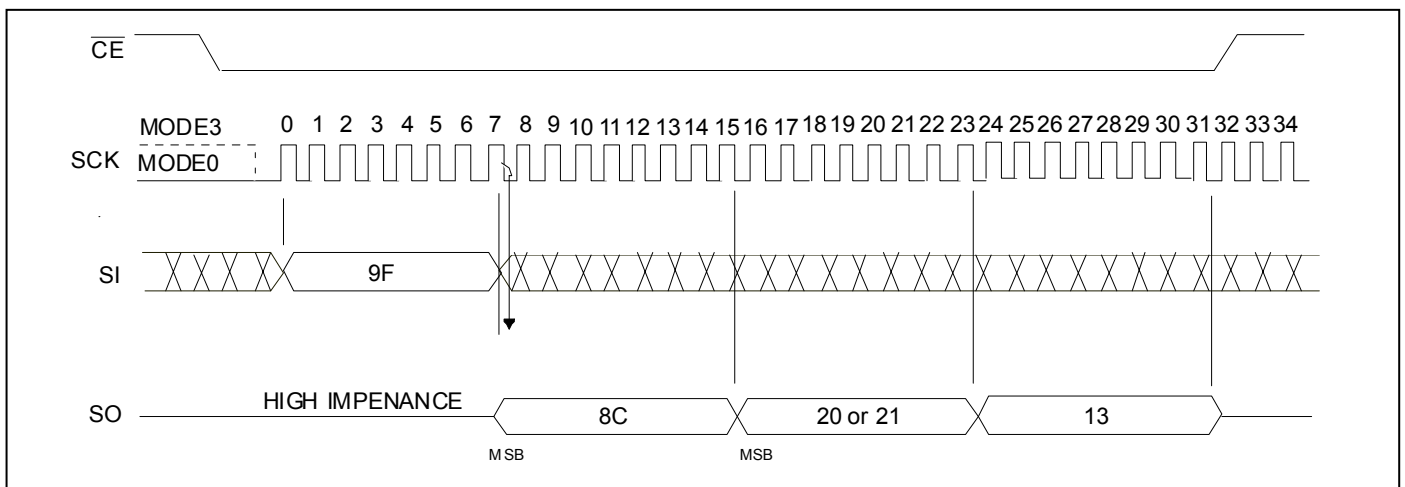 CE
MODE3 0 1 2 3 4 5 6 7 8 9 10 11 12 13 14 15 16 17 18 19 20 21 22 23 24 25 26 27 28 29 30 31 32 33 34
SCK MODE0
SI 9F
SO HIGH IMPENANCE 8C 20 or 21 13
MSB MSB